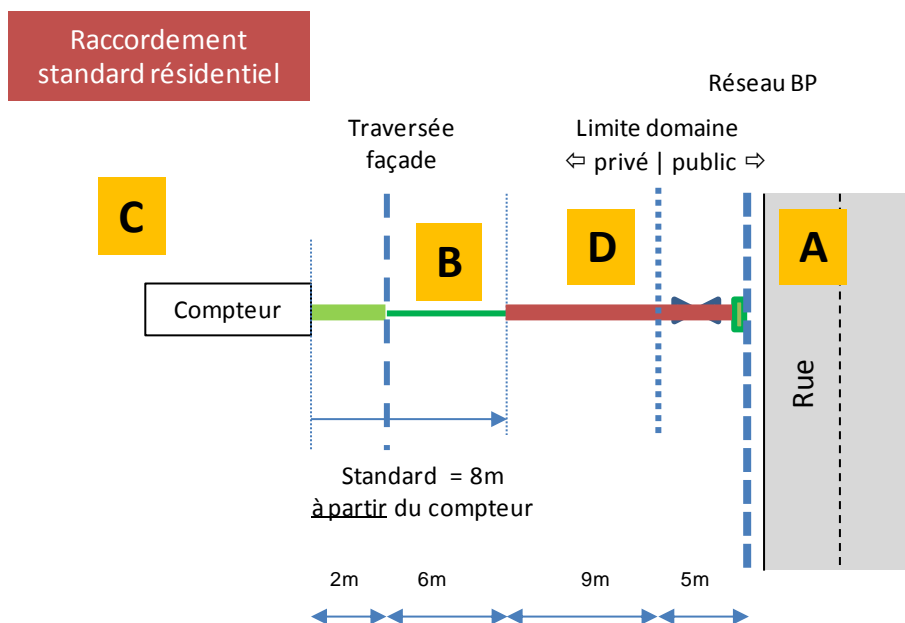 Raccordement
standard résidentiel
Réseau BP
Traversée
façade
Limite domaine
⇦ privé | public ⇨
C
B
D
A
Compteur
Rue
Standard = 8m
à partir du compteur
2m
6m
9m
5m